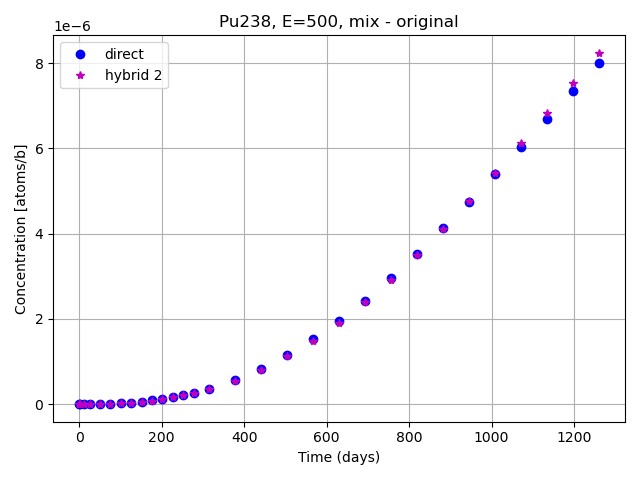 Pu238, E=500, mix - original
1e−6
direct
hybrid 2
8
6
4
2
0
Concentration [atoms/b]
0 200 400 600 800 1000 1200
Time (days)